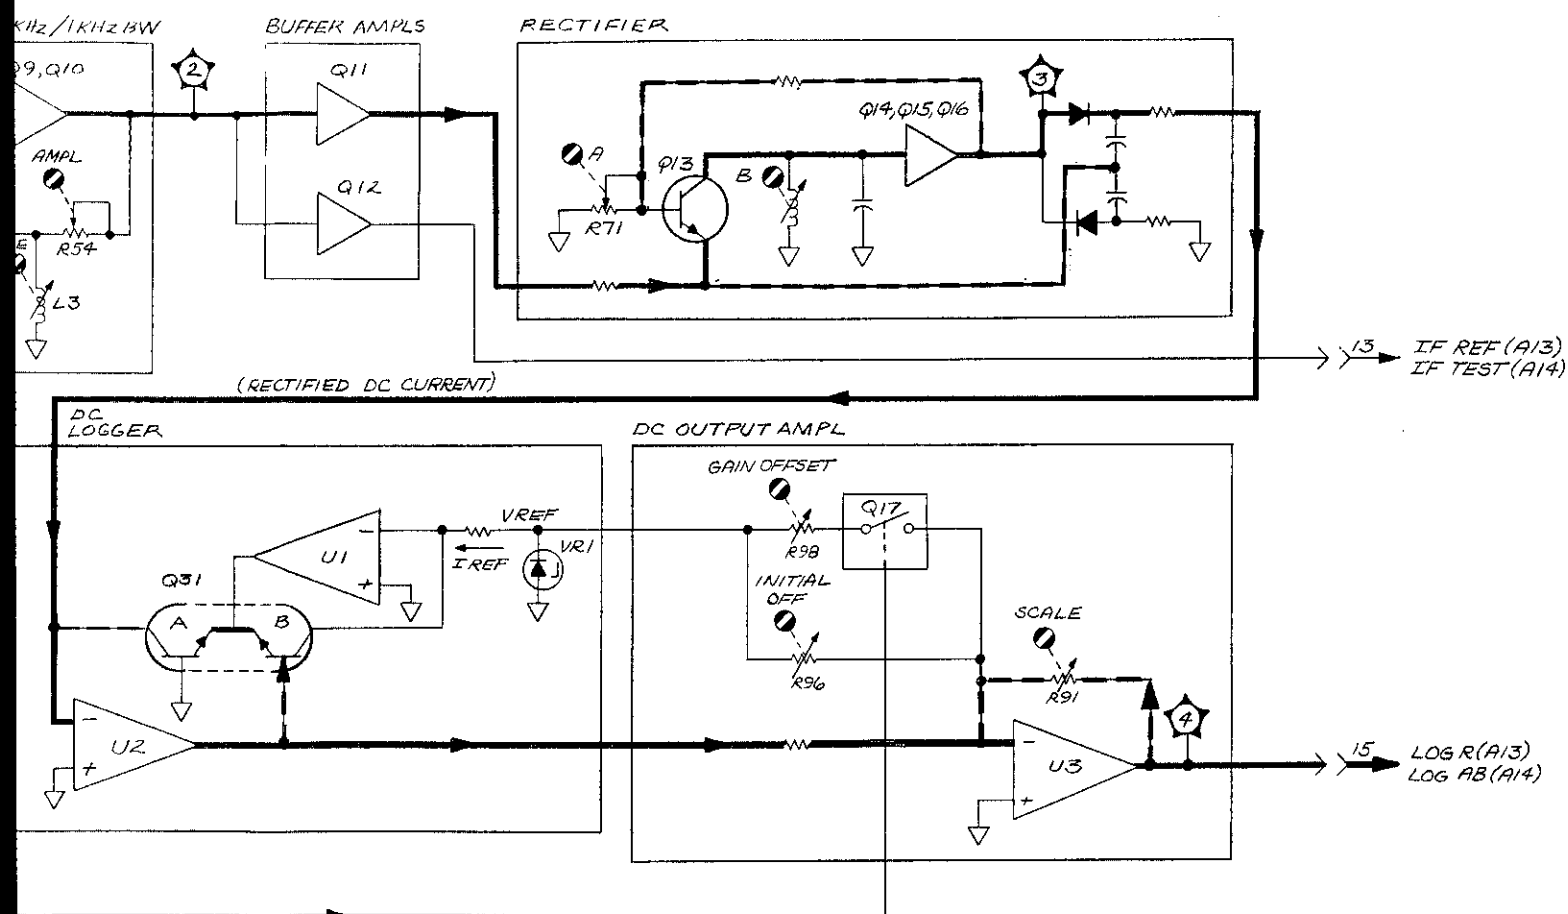 KHz/1KHz BW
BUFFER AMPLS
RECTIFIER
Q9,Q10
2
Q11
3
Q14,Q15,Q16
AMPL
A
Q13
B
Q12
R54
R71
E
L3
13
IF REF (A13)
IF TEST (A14)
(RECTIFIED DC CURRENT)
DC
LOGGER
DC OUTPUT AMPL
GAIN OFFSET
Q17
VREF
-
U1
I REF
VR1
R98
+
Q31
INITIAL
OFF
A
B
SCALE
R96
R91
4
-
U2
+
-
U3
+
15
LOG R (A13)
LOG AB (A14)